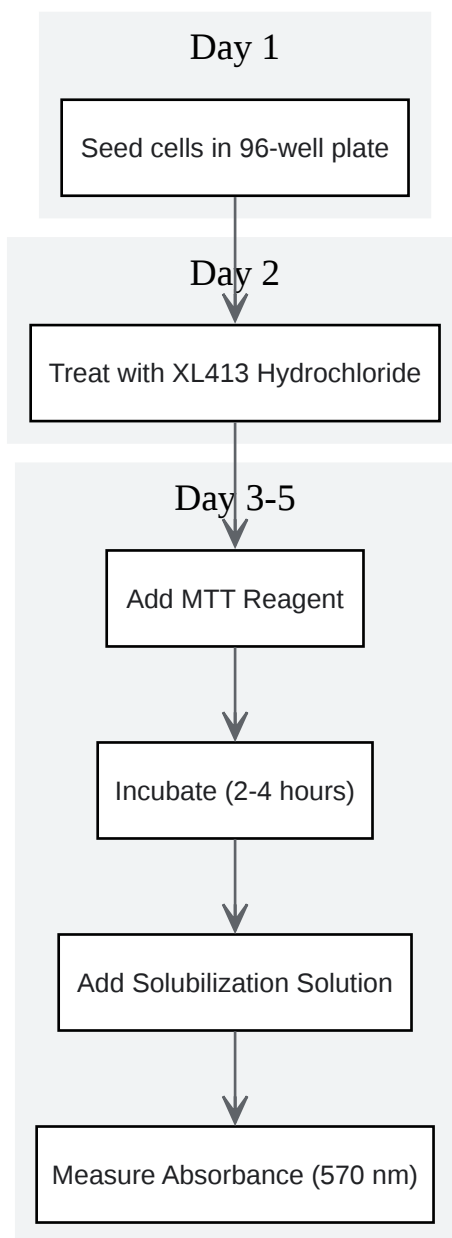 Day 1
Seed cells in 96-well plate
Day 2
Treat with XL413 Hydrochloride
Day 3-5
Add MTT Reagent
Incubate (2-4 hours)
Add Solubilization Solution
Measure Absorbance (570 nm)